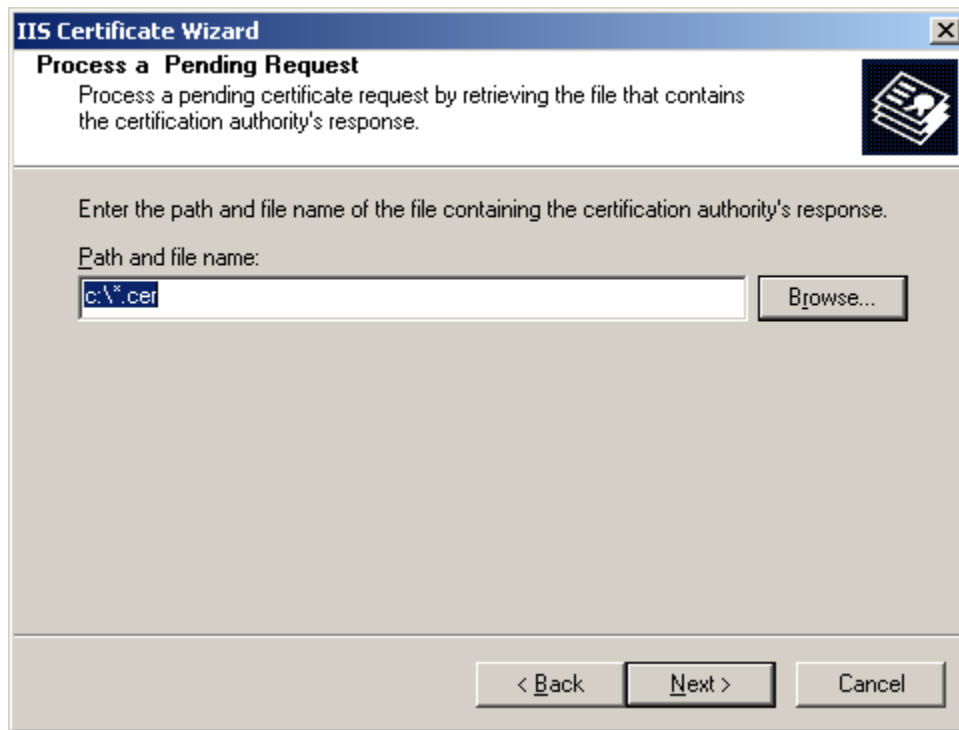 IIS Certificate Wizard
Process a  Pending Request
Process a pending certificate request by retrieving the file that contains
the certification authority's response.
Enter the path and file name of the file containing the certification authority's response.
Path and file name:
c:\*.cer
Browse...
< Back
Next >
Cancel